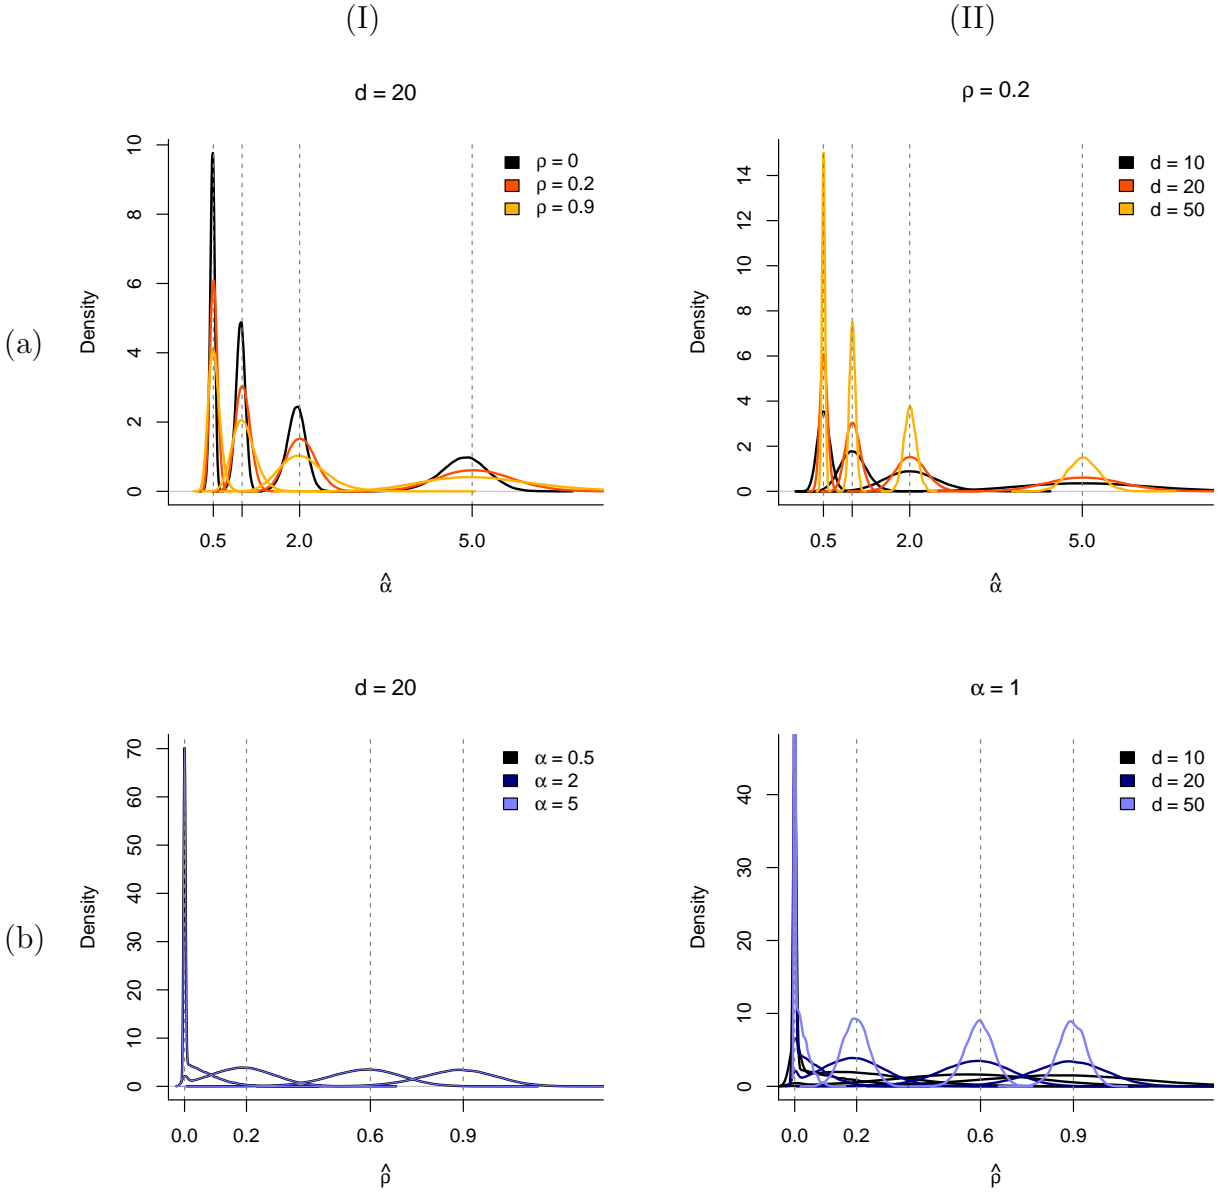 (I)
(II)
(a)
d = 20
Density
0 2 4 6 8 10
0.5 2.0 5.0
α̂
ρ = 0
ρ = 0.2
ρ = 0.9
ρ = 0.2
Density
0 2 4 6 8 10 12 14
0.5 2.0 5.0
α̂
d = 10
d = 20
d = 50
(b)
d = 20
Density
0 10 20 30 40 50 60 70
0.0 0.2 0.6 0.9
ρ̂
α = 0.5
α = 2
α = 5
α = 1
Density
0 10 20 30 40
0.0 0.2 0.6 0.9
ρ̂
d = 10
d = 20
d = 50